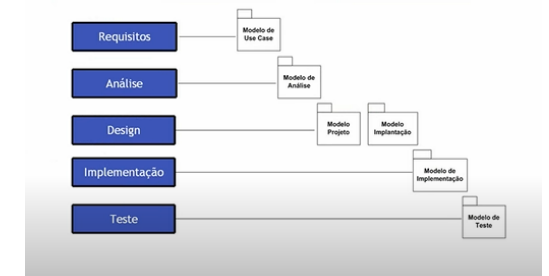 Requisitos
Modelo de
Use Case
Análise
Modelo de
Análise
Design
Modelo
Projeto
Modelo
Implantação
Implementação
Modelo de
Implementação
Teste
Modelo de
Teste